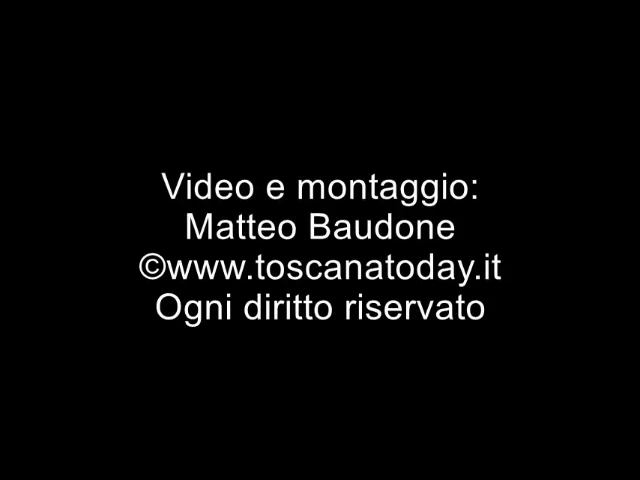 Video e montaggio:
Matteo Baudone
©www.toscanatoday.it
Ogni diritto riservato